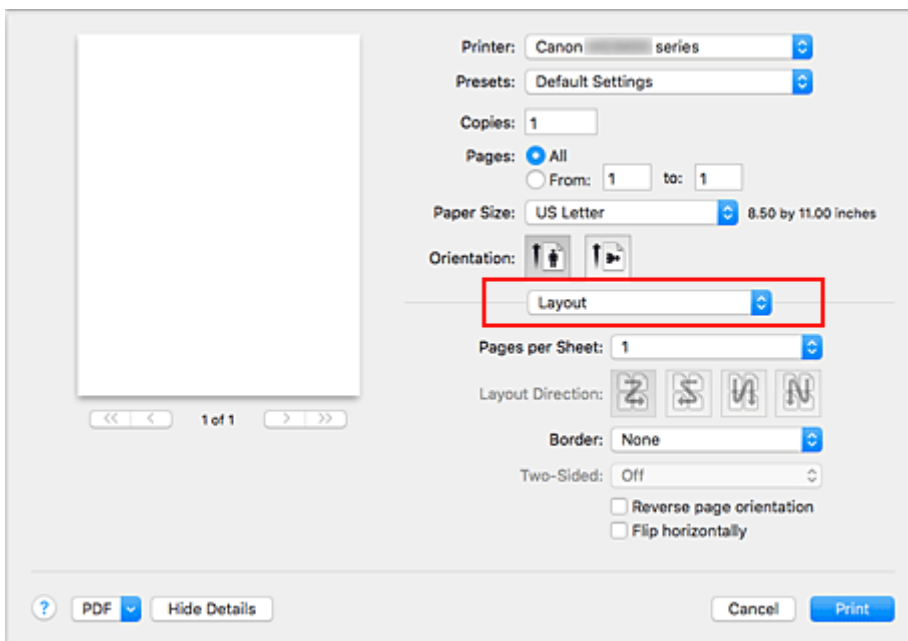 Printer: Canon series
Presets: Default Settings
Copies: 1
Pages: All
From: 1 to: 1
Paper Size: US Letter 8.50 by 11.00 inches
Orientation:
Layout
Pages per Sheet: 1
Layout Direction:
Border: None
Two-Sided: Off
Reverse page orientation
Flip horizontally
<< < 1 of 1 > >>
? PDF Hide Details Cancel Print